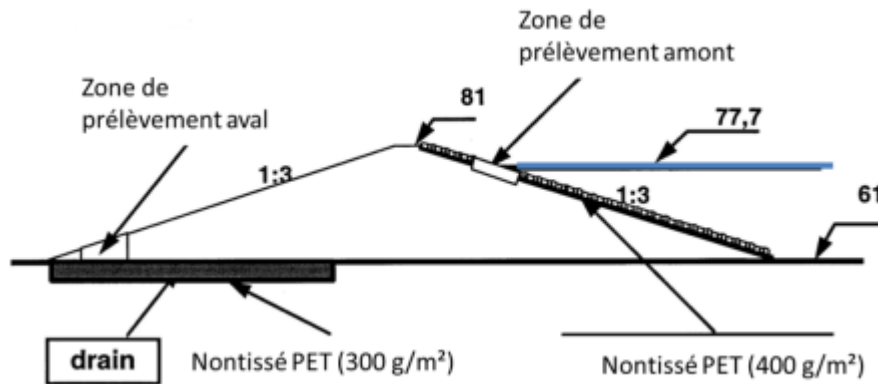 Zone de
prélèvement amont
Zone de
prélèvement aval
81
77,7
1:3
1:3
61
drain
Nontissé PET (300 g/m²)
Nontissé PET (400 g/m²)